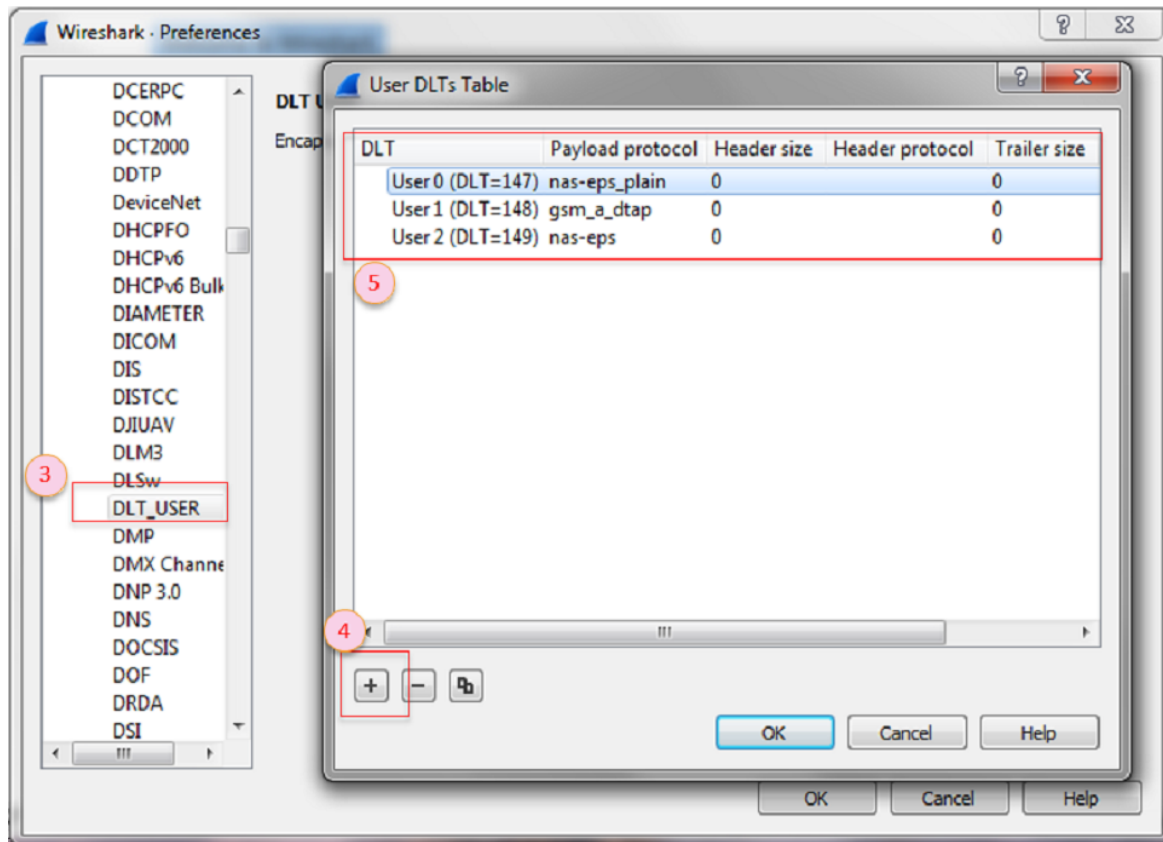 Wireshark · Preferences
DCERPC
DCOM
DCT2000
DDTP
DeviceNet
DHCPFO
DHCPv6
DHCPv6 Bulk
DIAMETER
DICOM
DIS
DISTCC
DJIUAV
DLM3
DLSw
3
DLT_USER
DMP
DMX Channe
DNP 3.0
DNS
DOCSIS
DOF
DRDA
DSI
DLT U
Encap
User DLTs Table
DLT Payload protocol Header size Header protocol Trailer size
User 0 (DLT=147) nas-eps_plain 0 0
User 1 (DLT=148) gsm_a_dtap 0 0
User 2 (DLT=149) nas-eps 0 0
5
4
OK Cancel Help
OK Cancel Help